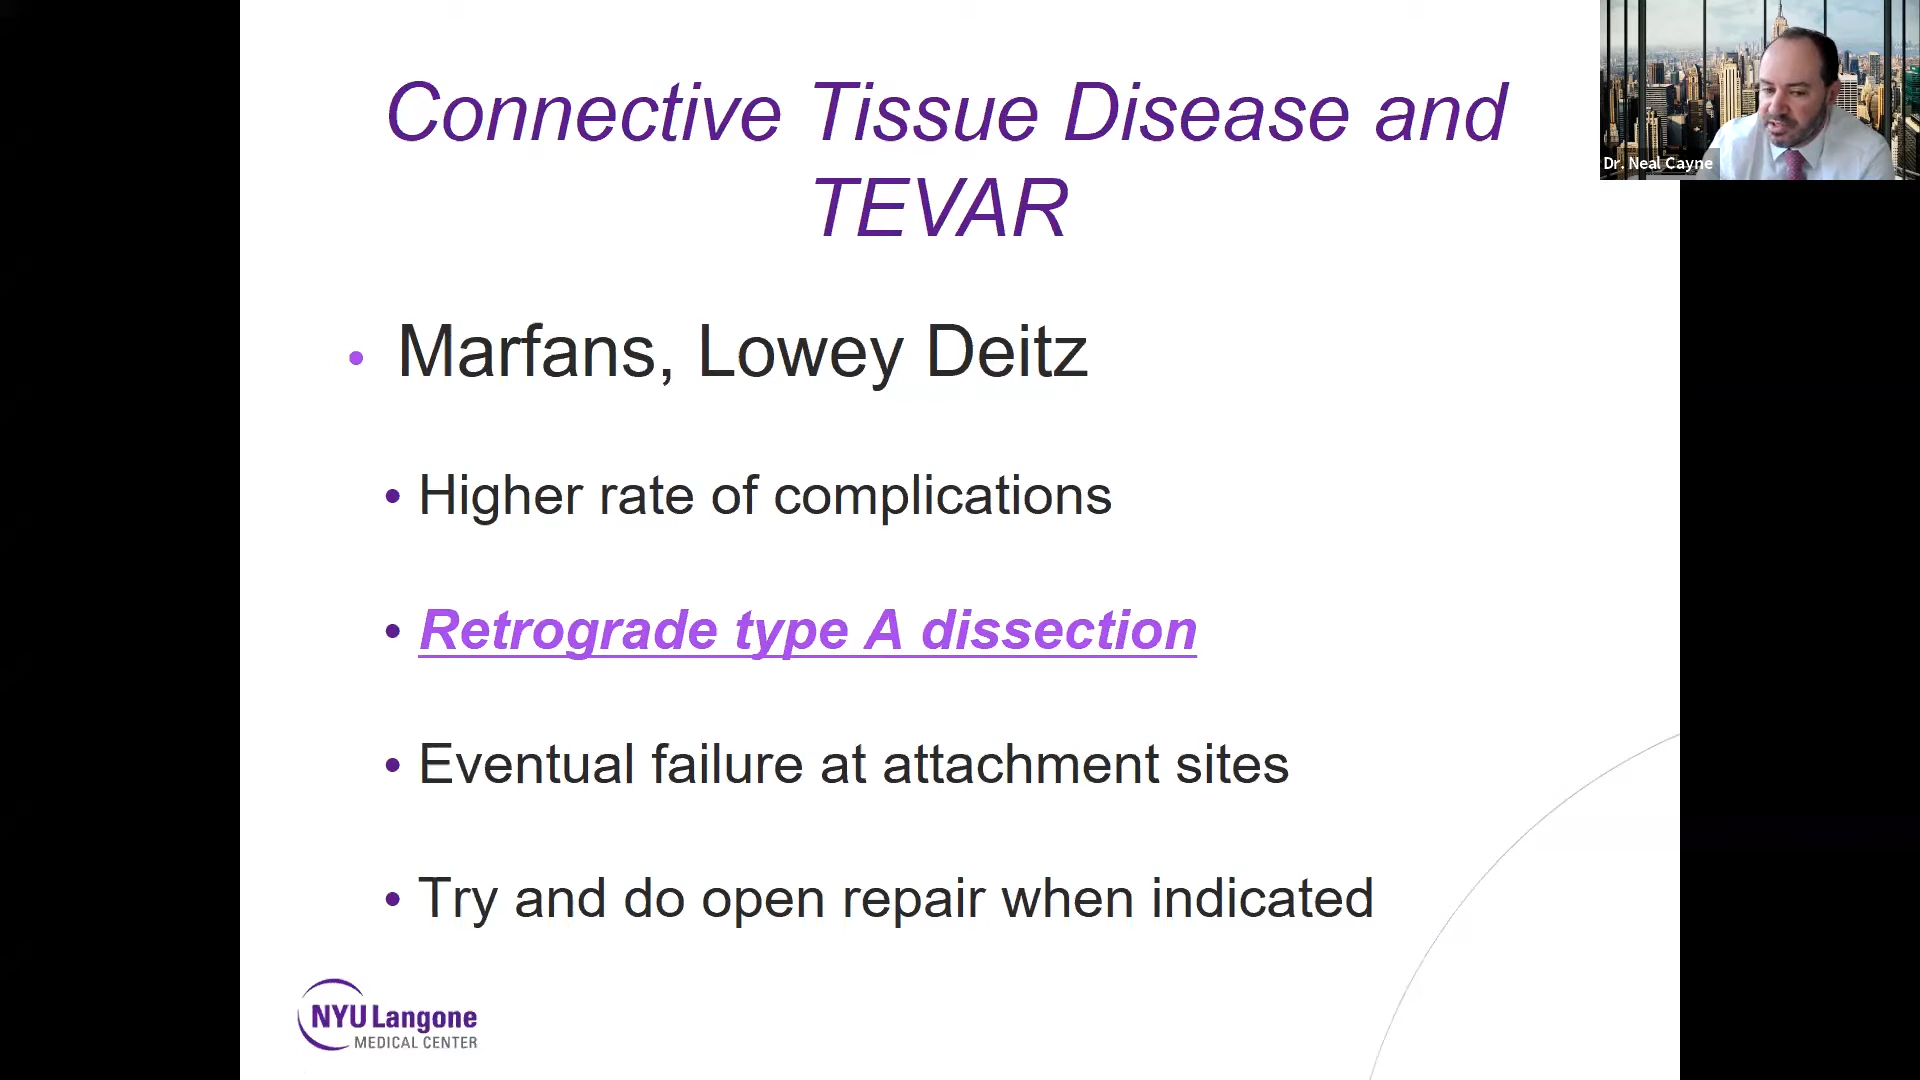 Connective Tissue Disease and
TEVAR
Dr. Neal Cayne
• Marfans, Lowey Deitz
• Higher rate of complications
• Retrograde type A dissection
• Eventual failure at attachment sites
• Try and do open repair when indicated
NYU Langone
MEDICAL CENTER